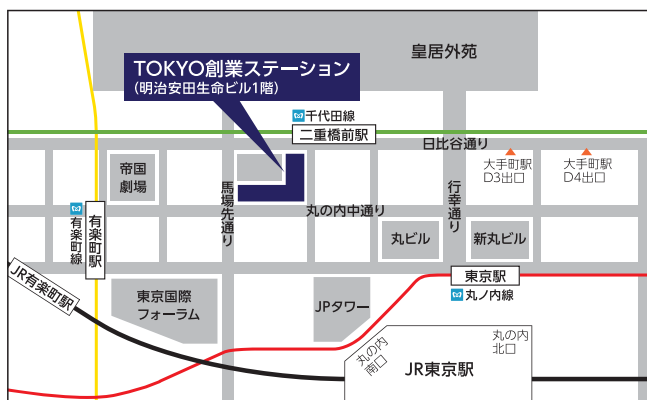 皇居外苑
TOKYO創業ステーション
(明治安田生命ビル1階)
千代田線
二重橋前駅
日比谷通り
大手町駅
D3出口
大手町駅
D4出口
帝国
劇場
馬場先通り
行幸通り
丸の内中通り
有楽町線
有楽町駅
丸ビル
新丸ビル
JR有楽町駅
東京駅
丸ノ内線
東京国際
フォーラム
JPタワー
丸の内
南口
丸の内
北口
JR東京駅